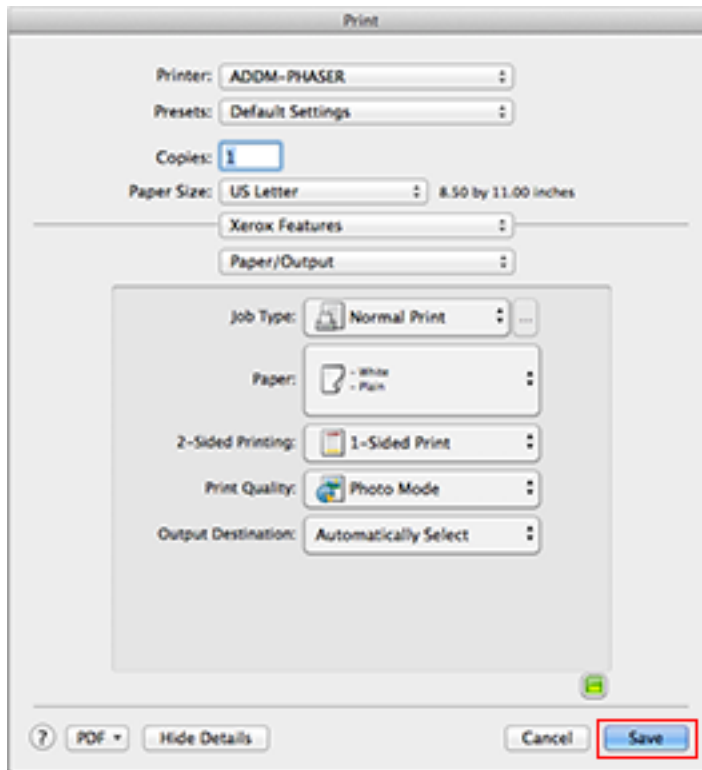 Print
Printer: ADDM-PHASER
Presets: Default Settings
Copies: 1
Paper Size: US Letter 8.50 by 11.00 inches
Xerox Features
Paper/Output
Job Type: Normal Print ...
Paper: - White
- Plain
2-Sided Printing: 1-Sided Print
Print Quality: Photo Mode
Output Destination: Automatically Select
? PDF Hide Details Cancel Save